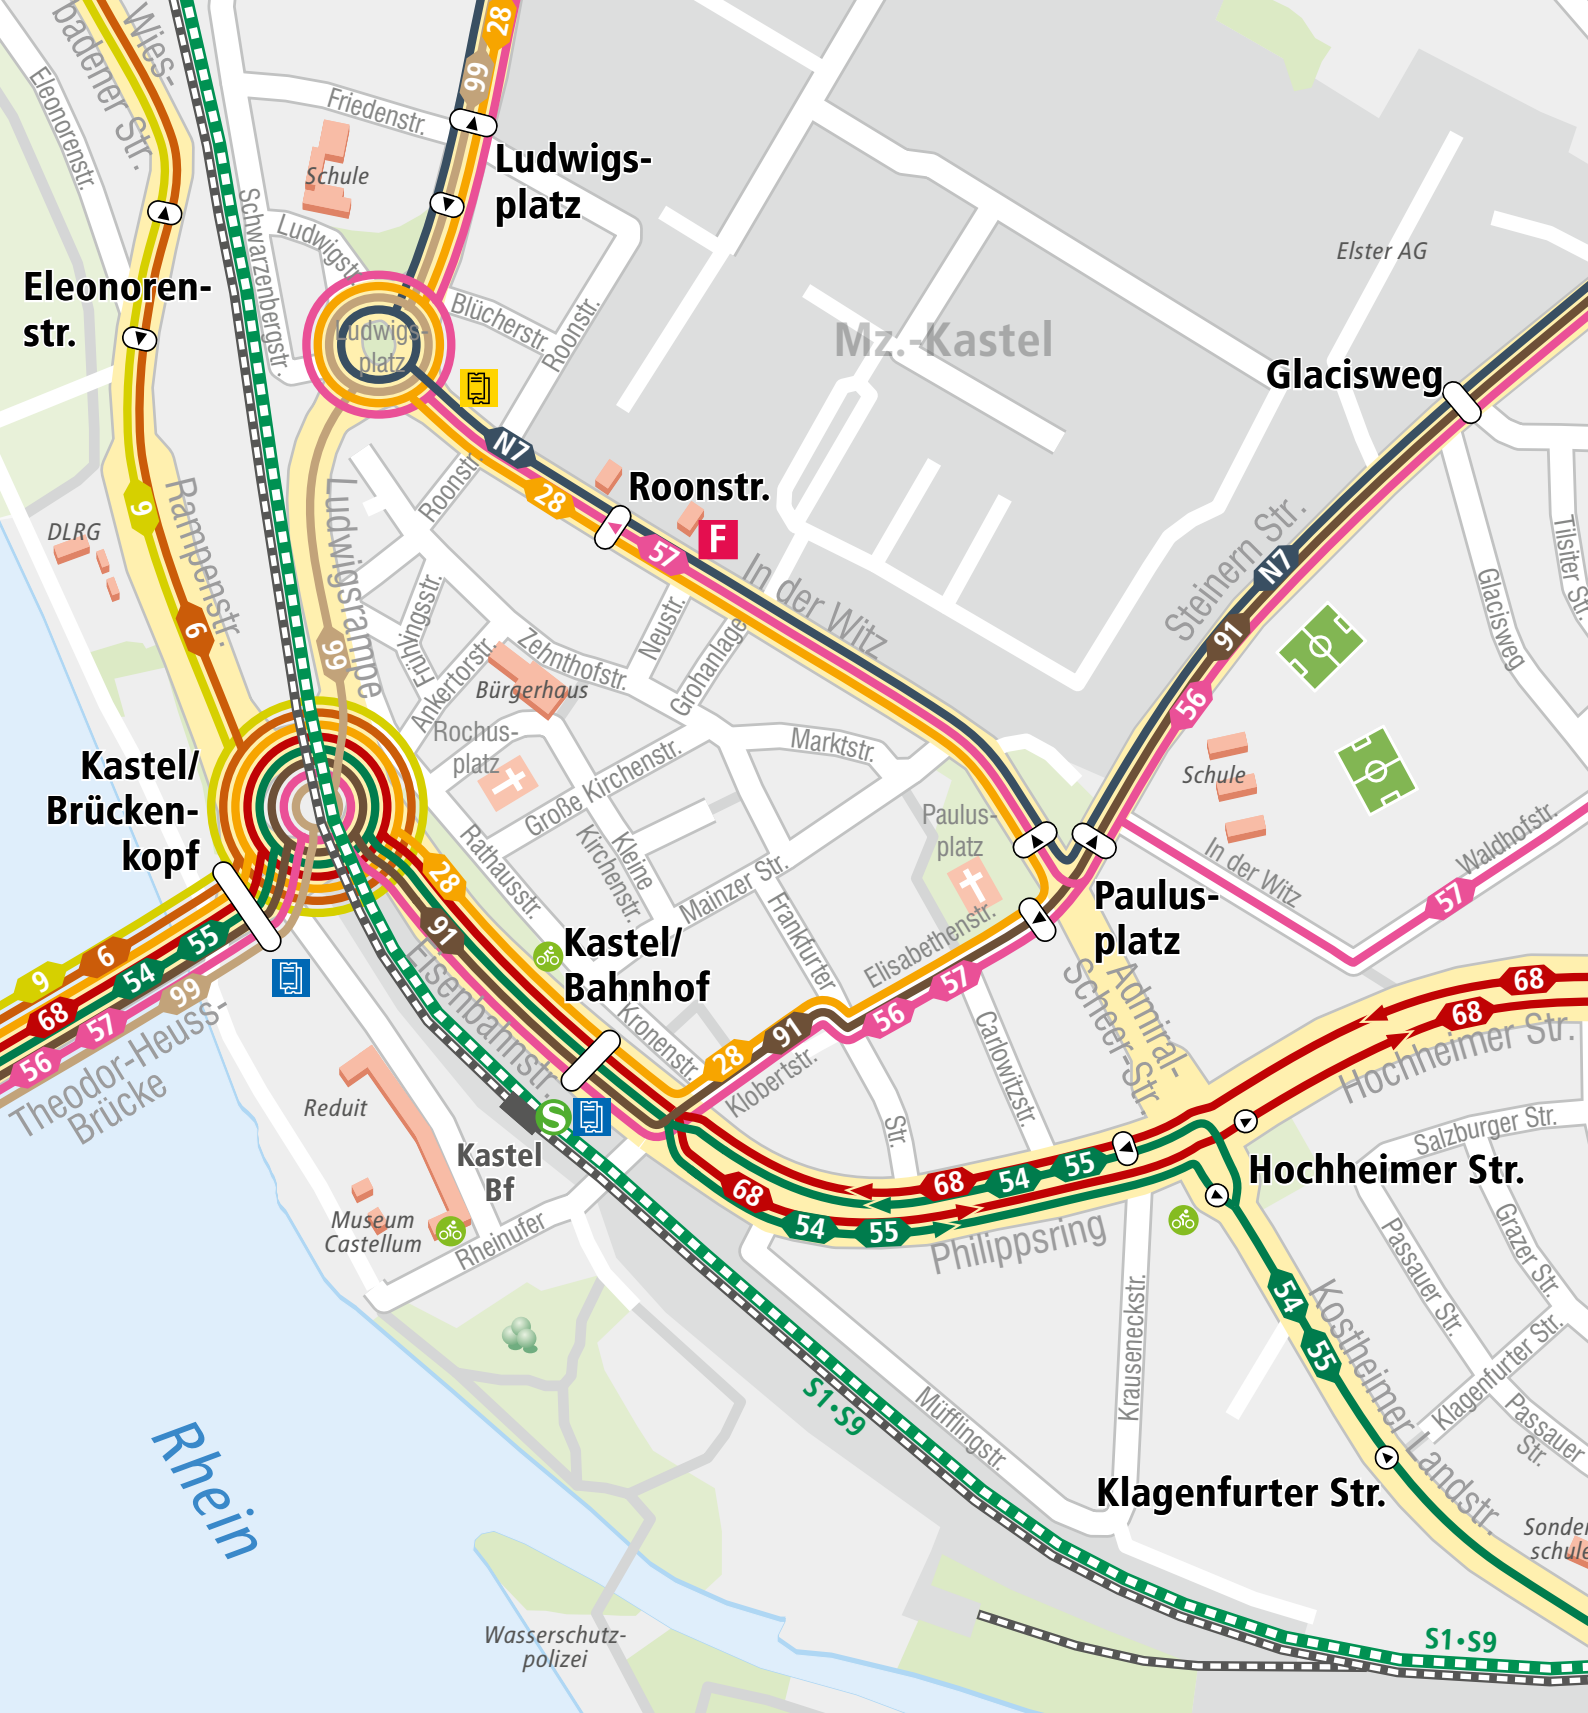 Wies-
badener Str.
Eleonorenstr.
28
99
Friedenstr.
Schule
Ludwigs-
platz
Schwarzenbergstr.
Ludwigstr.
Eleonoren-
str.
Ludwigs-
platz
Blücherstr.
Roonstr.
Elster AG
Mz.-Kastel
Glacisweg
N7
28
Roonstr.
57
F
Roonstr.
9
Rampenstr.
DLRG
6
Ludwigsrampe
99
In der Witz
Steinern Str.
N7
91
56
Tilsiter Str.
Glacisweg
Frühlingsstr.
Ankertorstr.
Zehnthofstr.
Neustr.
Grohanlage
Bürgerhaus
Rochus-
platz
Große Kirchenstr.
Marktstr.
Kastel/
Brücken-
kopf
Schule
Paulus-
platz
In der Witz
Waldhofstr.
57
Rathausstr.
Kirchenstr.
Kleine
Mainzer Str.
Frankfurter
Str.
Elisabethenstr.
Paulus-
platz
28
91
9
6
55
54
68
57
56
99
Theodor-Heuss-
Brücke
Eisenbahnstr.
Kastel/
Bahnhof
Kronenstr.
28
91
56
57
Klobertstr.
Carlowitzstr.
Admiral-
Scheer-Str.
68
68
Hochheimer Str.
Reduit
S
Kastel
Bf
Museum
Castellum
Rheinufer
68
54
55
68
54
55
Philippsring
Hochheimer Str.
Salzburger Str.
Grazer Str.
Passauer Str.
Klagenfurter Str.
Passauer
Str.
54
55
Kostheimer Landstr.
Krauseneckstr.
Müfflingstr.
S1•S9
Klagenfurter Str.
Rhein
Sonder
schule
Wasserschutz-
polizei
S1•S9